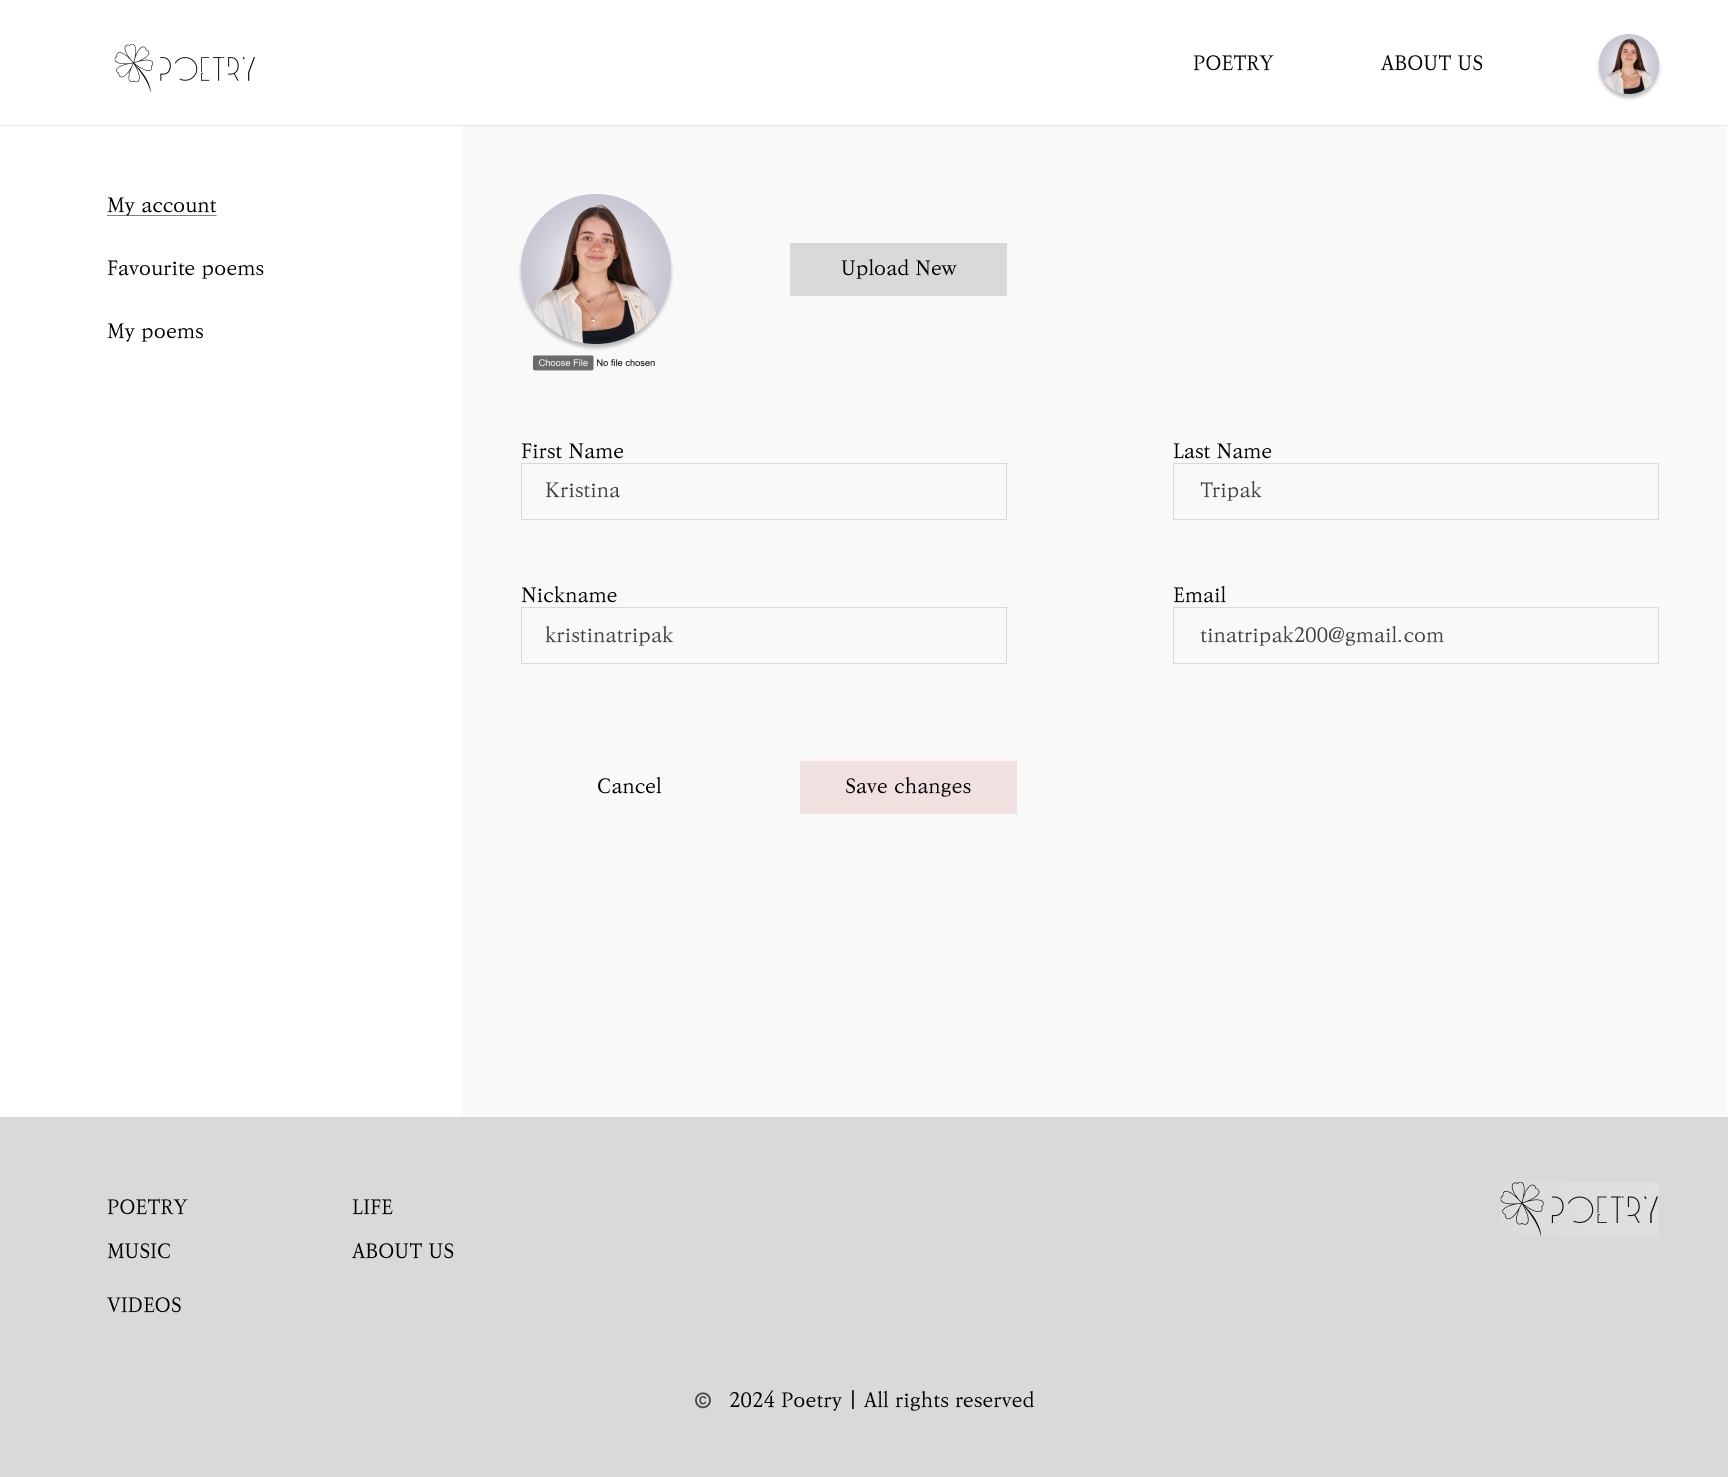 POETRY
POETRY
ABOUT US
My account
Favourite poems
My poems
Upload New
Choose File No file chosen
First Name
Last Name
Kristina
Tripak
Nickname
Email
kristinatripak
tinatripak200@gmail.com
Cancel
Save changes
POETRY
LIFE
POETRY
MUSIC
ABOUT US
VIDEOS
© 2024 Poetry | All rights reserved